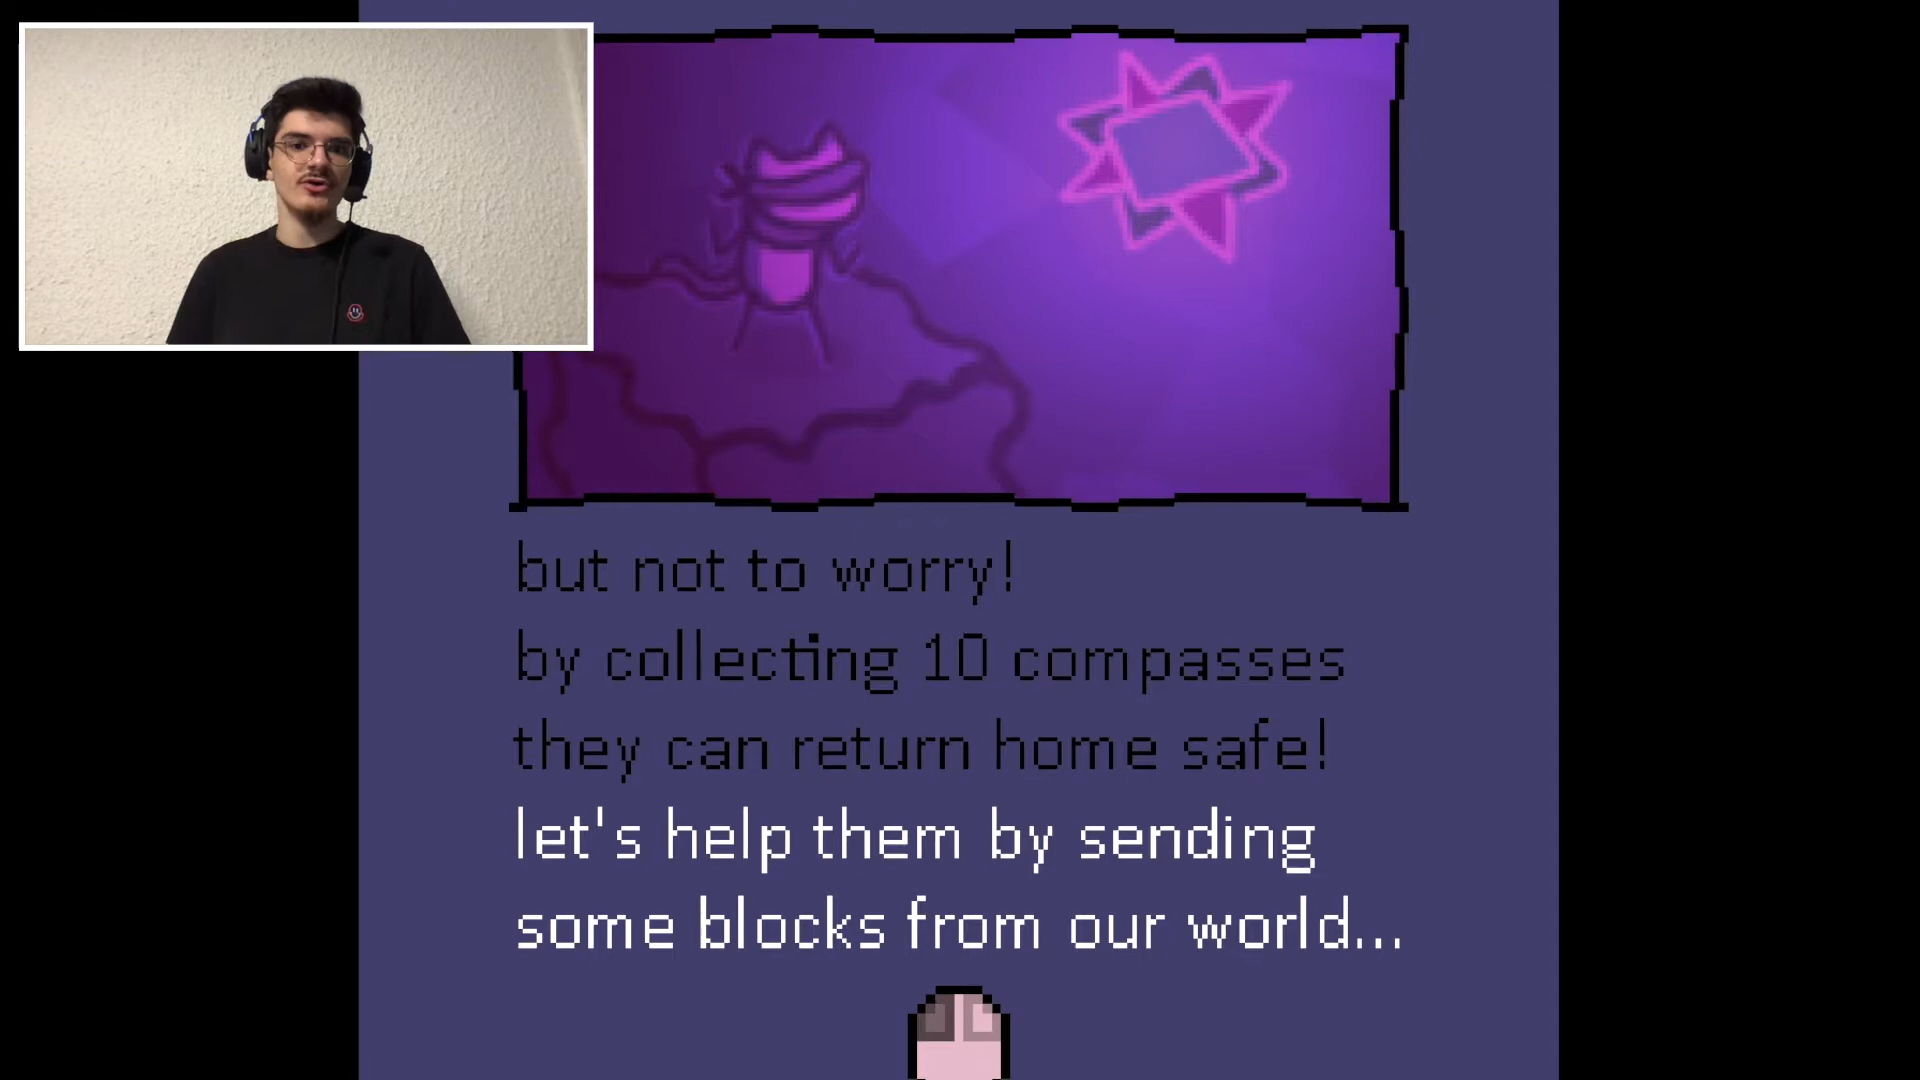 but not to worry!
by collecting 10 compasses
they can return home safe!
let's help them by sending
some blocks from our world...